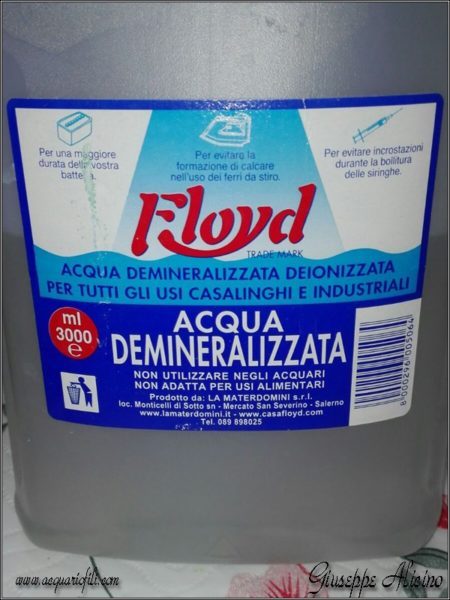 Per una maggiore
durata della vostra
batteria.
Per evitare la
formazione di calcare
nell'uso dei ferri da stiro.
Per evitare incrostazioni
durante la bollitura
delle siringhe.
Floyd
TRADE MARK
ACQUA DEMINERALIZZATA DEIONIZZATA
PER TUTTI GLI USI CASALINGHI E INDUSTRIALI
ml
3000
e
ACQUA
DEMINERALIZZATA
NON UTILIZZARE NEGLI ACQUARI
NON ADATTA PER USI ALIMENTARI
Prodotto da: LA MATERDOMINI s.r.l.
loc. Monticelli di Sotto sn - Mercato San Severino - Salerno
www.lamaterdomini.it - www.casafloyd.com
Tel. 089 898025
8 000296 005064
www.acquariofili.com
Giuseppe Alisino